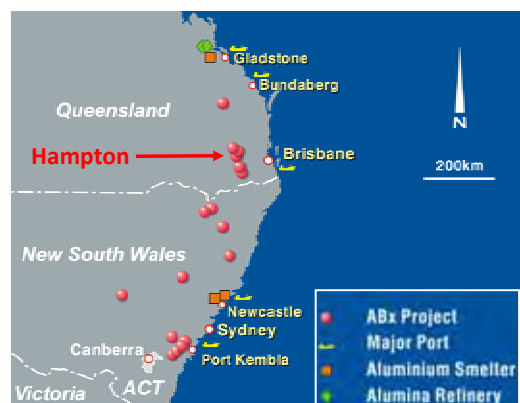 Gladstone
Bundaberg
Queensland
N
Hampton
Brisbane
200km
New South Wales
Newcastle
Sydney
Canberra
Port Kembla
Victoria
ACT
ABx Project
Major Port
Aluminium Smelter
Alumina Refinery